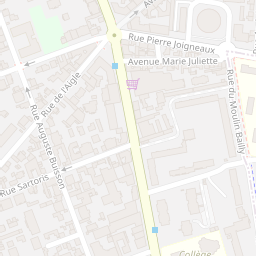 Rue Pierre Joigneaux
Avenue Marie Juliette
Rue de l'Aigle
Rue du Moulin Bailly
Rue Auguste Buisson
Rue Sartoris
Collège